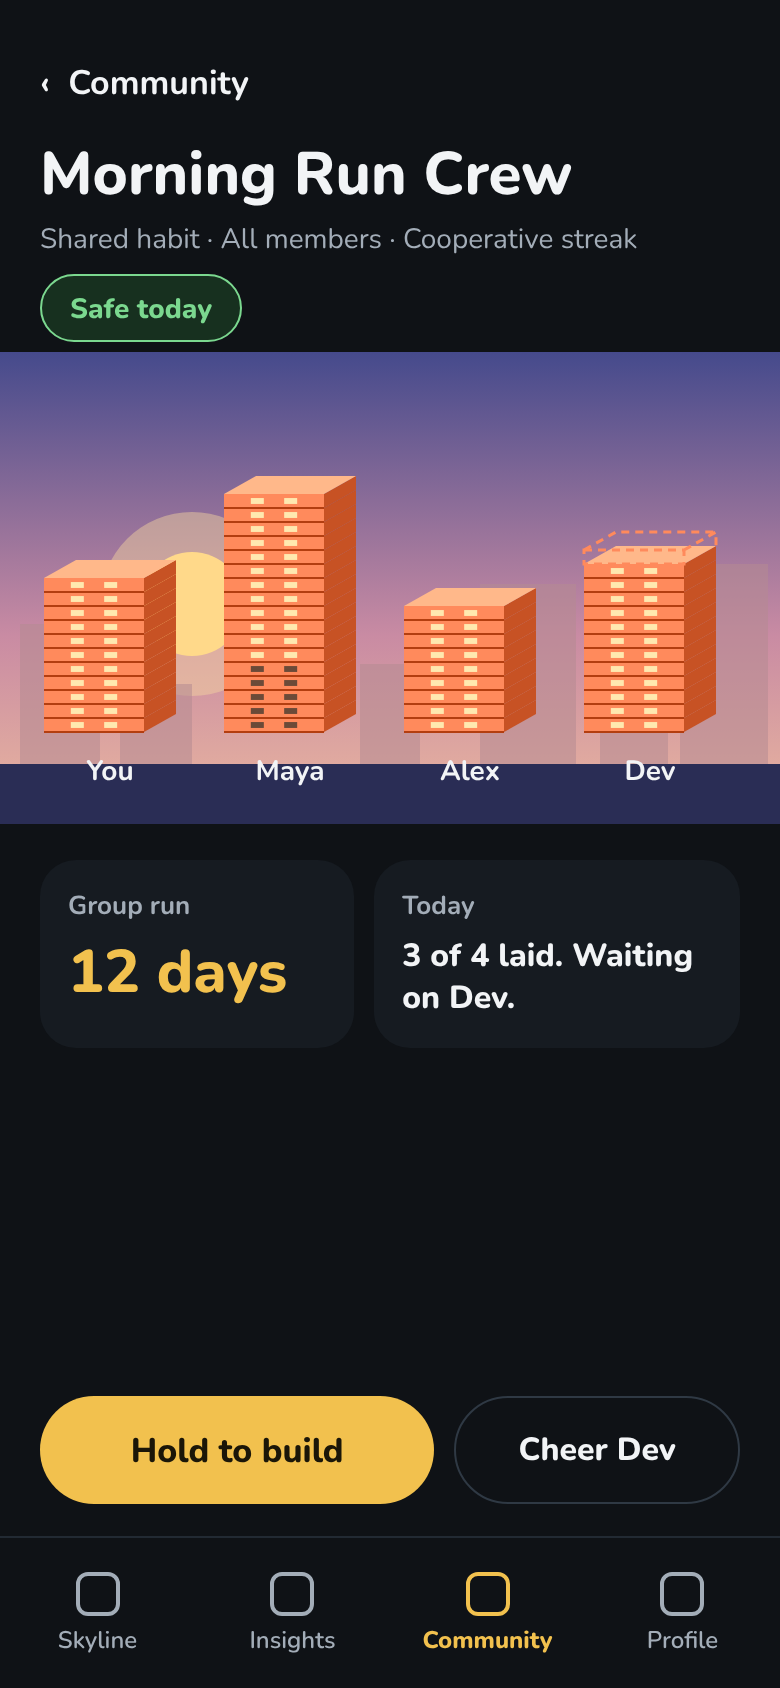 ‹ Community
Morning Run Crew
Shared habit · All members · Cooperative streak
Safe today
You
Maya
Alex
Dev
Group run
12 days
Today
3 of 4 laid. Waiting
on Dev.
Hold to build
Cheer Dev
Skyline
Insights
Community
Profile